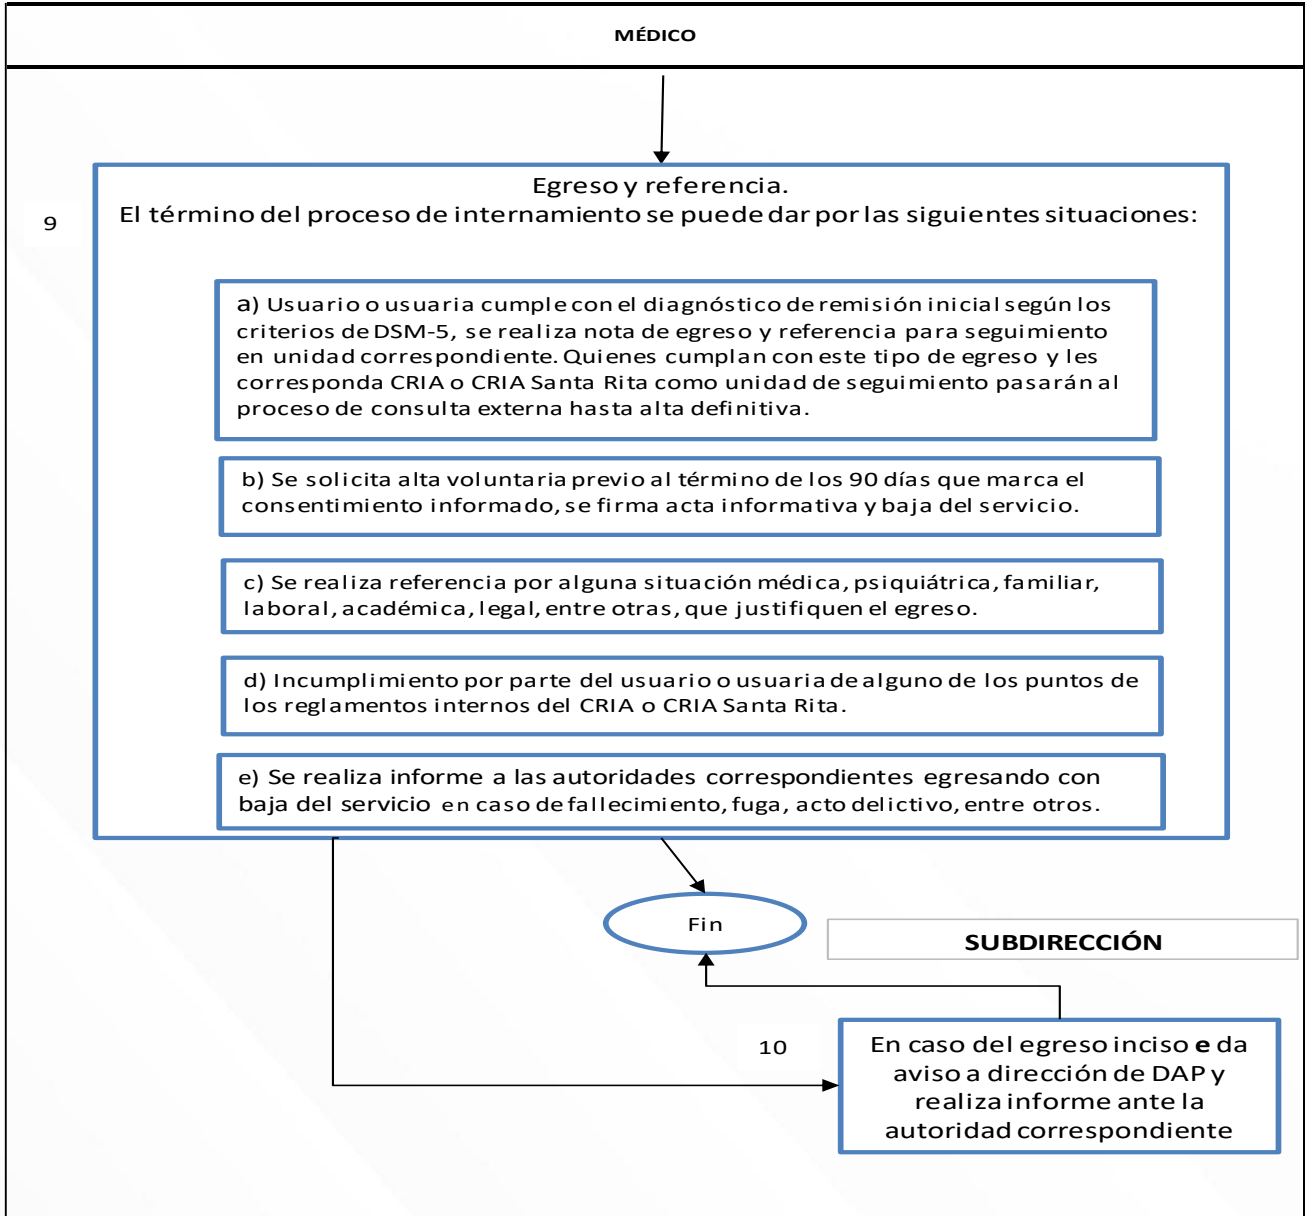 MÉDICO
9
Egreso y referencia.
El término del proceso de internamiento se puede dar por las siguientes situaciones:
a) Usuario o usuaria cumple con el diagnóstico de remisión inicial según los
criterios de DSM-5, se realiza nota de egreso y referencia para seguimiento
en unidad correspondiente. Quienes cumplan con este tipo de egreso y les
corresponda CRIA o CRIA Santa Rita como unidad de seguimiento pasarán al
proceso de consulta externa hasta alta definitiva.
b) Se solicita alta voluntaria previo al término de los 90 días que marca el
consentimiento informado, se firma acta informativa y baja del servicio.
c) Se realiza referencia por alguna situación médica, psiquiátrica, familiar,
laboral, académica, legal, entre otras, que justifiquen el egreso.
d) Incumplimiento por parte del usuario o usuaria de alguno de los puntos de
los reglamentos internos del CRIA o CRIA Santa Rita.
e) Se realiza informe a las autoridades correspondientes egresando con
baja del servicio en caso de fallecimiento, fuga, acto delictivo, entre otros.
Fin
SUBDIRECCIÓN
10
En caso del egreso inciso e da
aviso a dirección de DAP y
realiza informe ante la
autoridad correspondiente